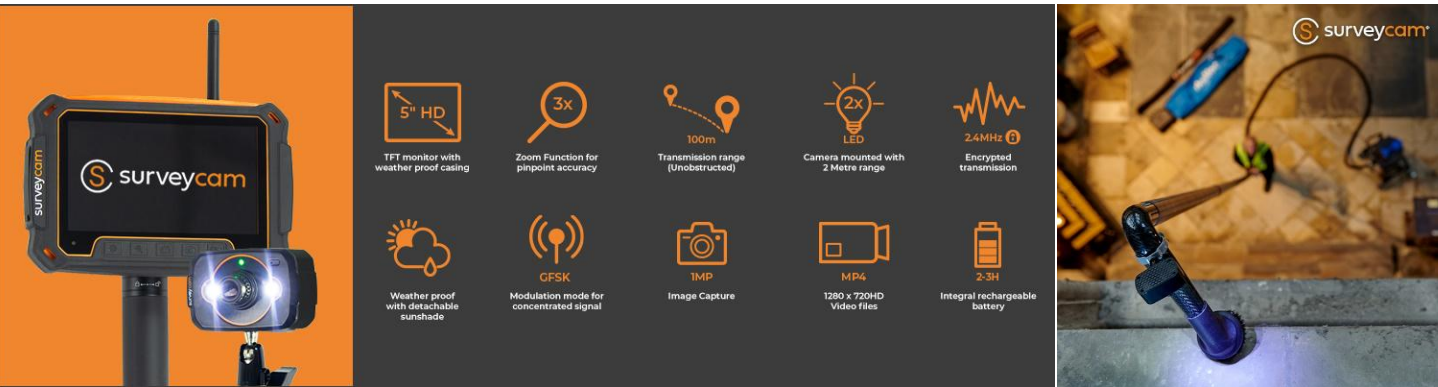 surveycam
surveycam
survey
5" HD
TFT monitor with
weather proof casing
3x
Zoom Function for
pinpoint accuracy
100m
Transmission range
(Unobstructed)
2x
LED
Camera mounted with
2 Metre range
2.4MHz
Encrypted
transmission
Weather proof
with detachable
sunshade
GFSK
Modulation mode for
concentrated signal
1MP
Image Capture
MP4
1280 x 720HD
Video files
2-3H
Integral rechargeable
battery
surveycam